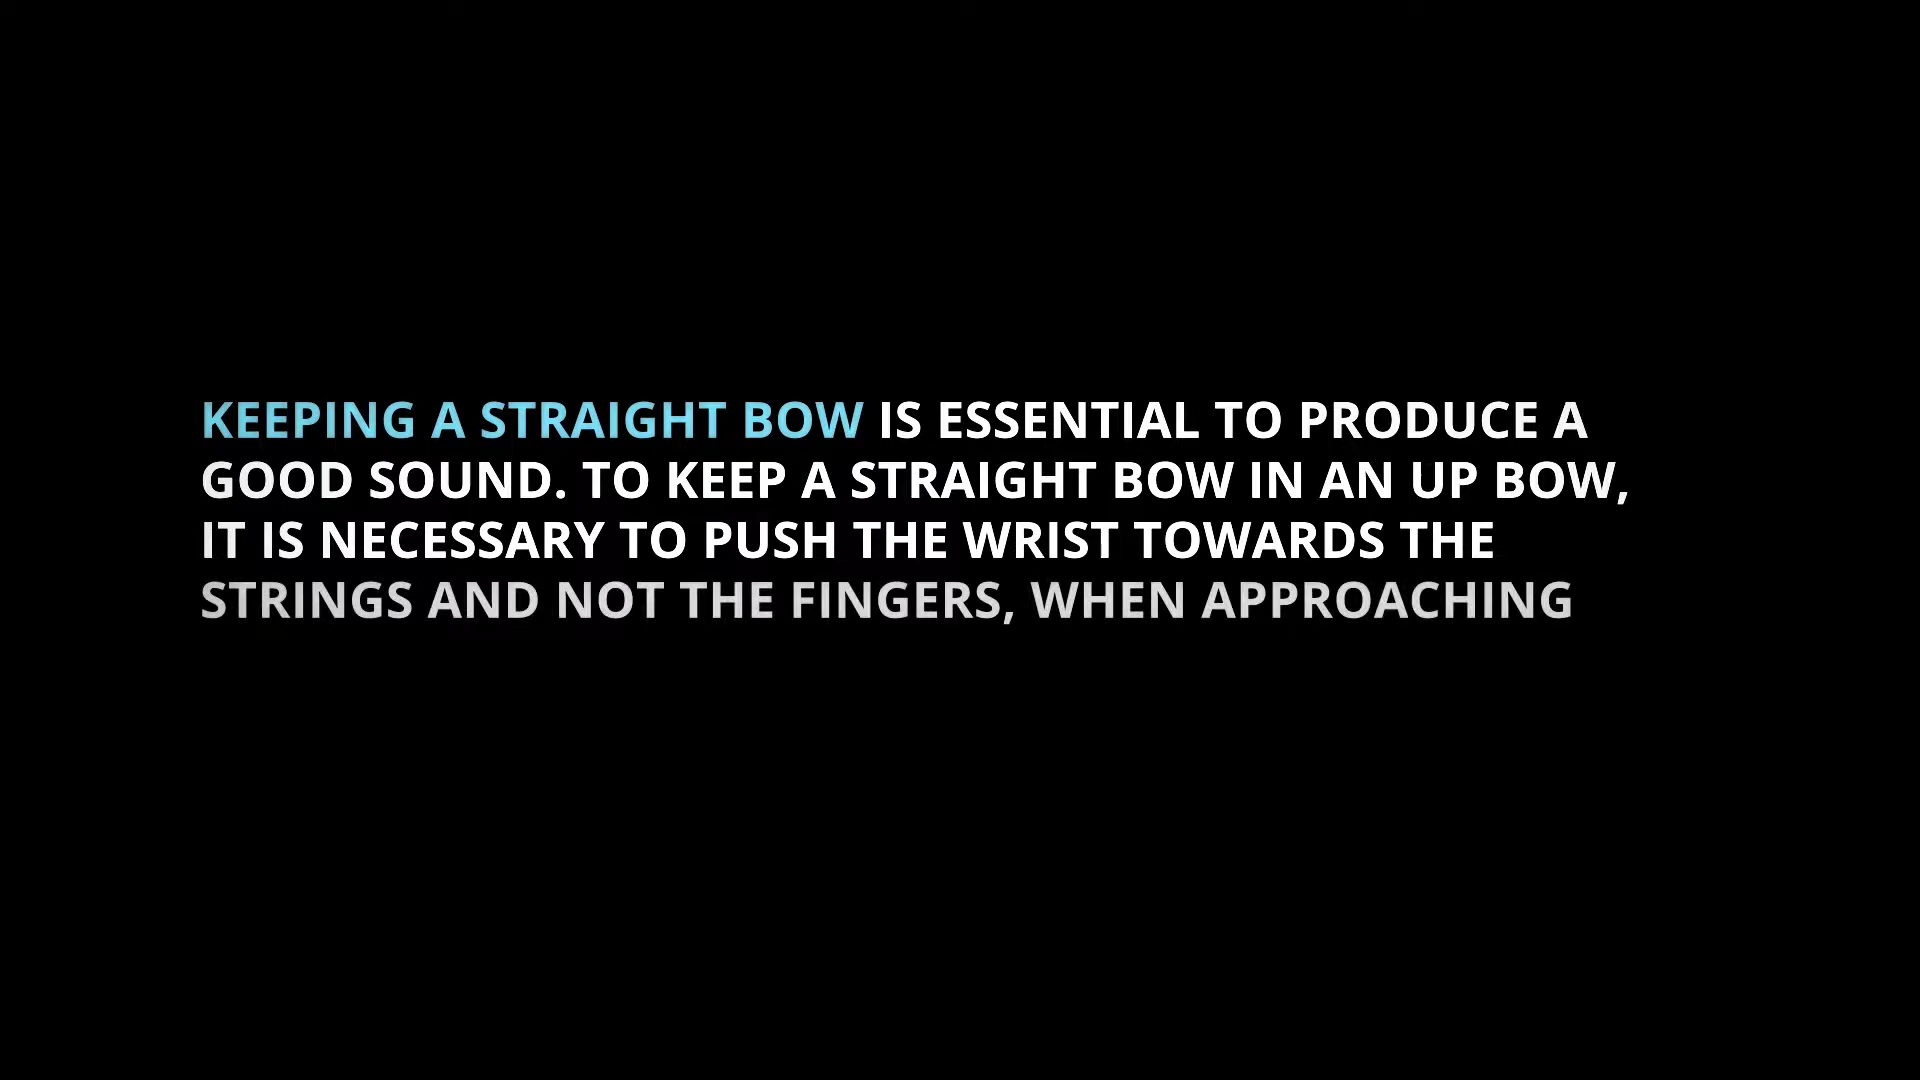 KEEPING A STRAIGHT BOW IS ESSENTIAL TO PRODUCE A
GOOD SOUND. TO KEEP A STRAIGHT BOW IN AN UP BOW,
IT IS NECESSARY TO PUSH THE WRIST TOWARDS THE
STRINGS AND NOT THE FINGERS, WHEN APPROACHING